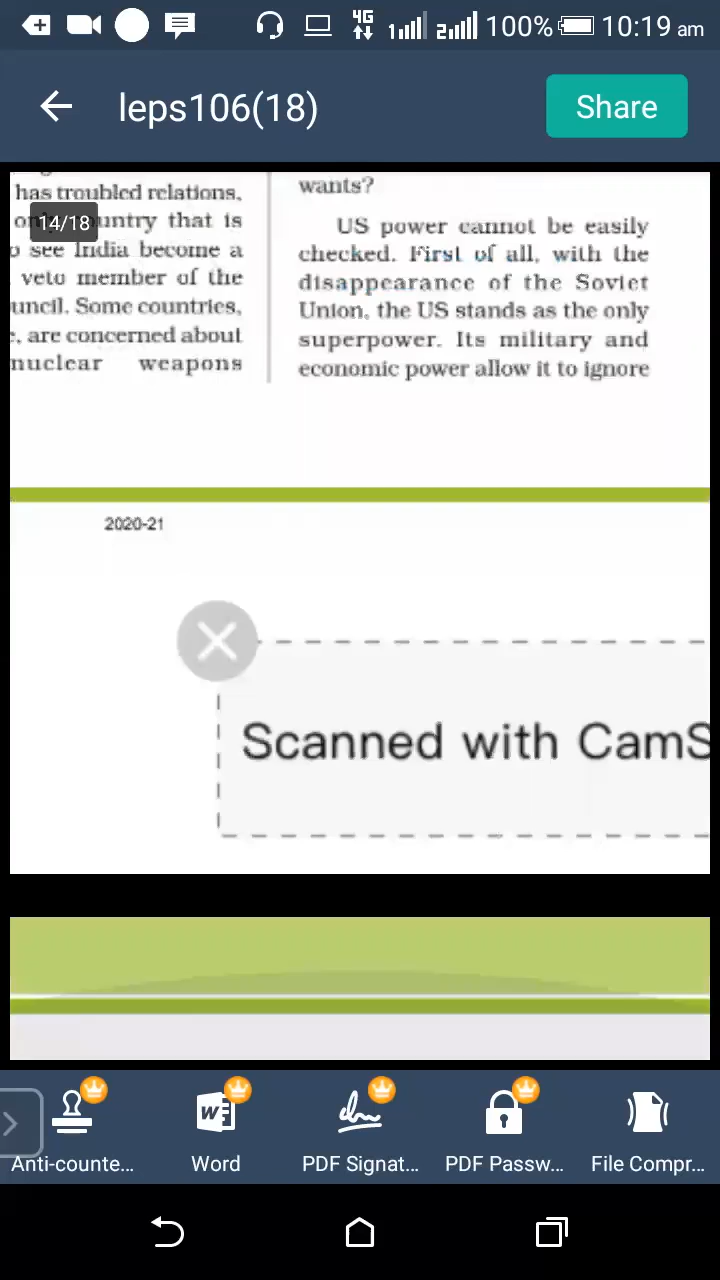 4G
1 2 100% 10:19 am
leps106(18)
Share
14/18
has troubled relations,
country that is
see India become a
veto member of the
uncil. Some countries,
, are concerned about
nuclear weapons
wants?
US power cannot be easily
checked. First of all, with the
disappearance of the Soviet
Union, the US stands as the only
superpower. Its military and
economic power allow it to ignore
2020-21
Scanned with CamS
Anti-counte...
Word
PDF Signat...
PDF Passw...
File Compr...